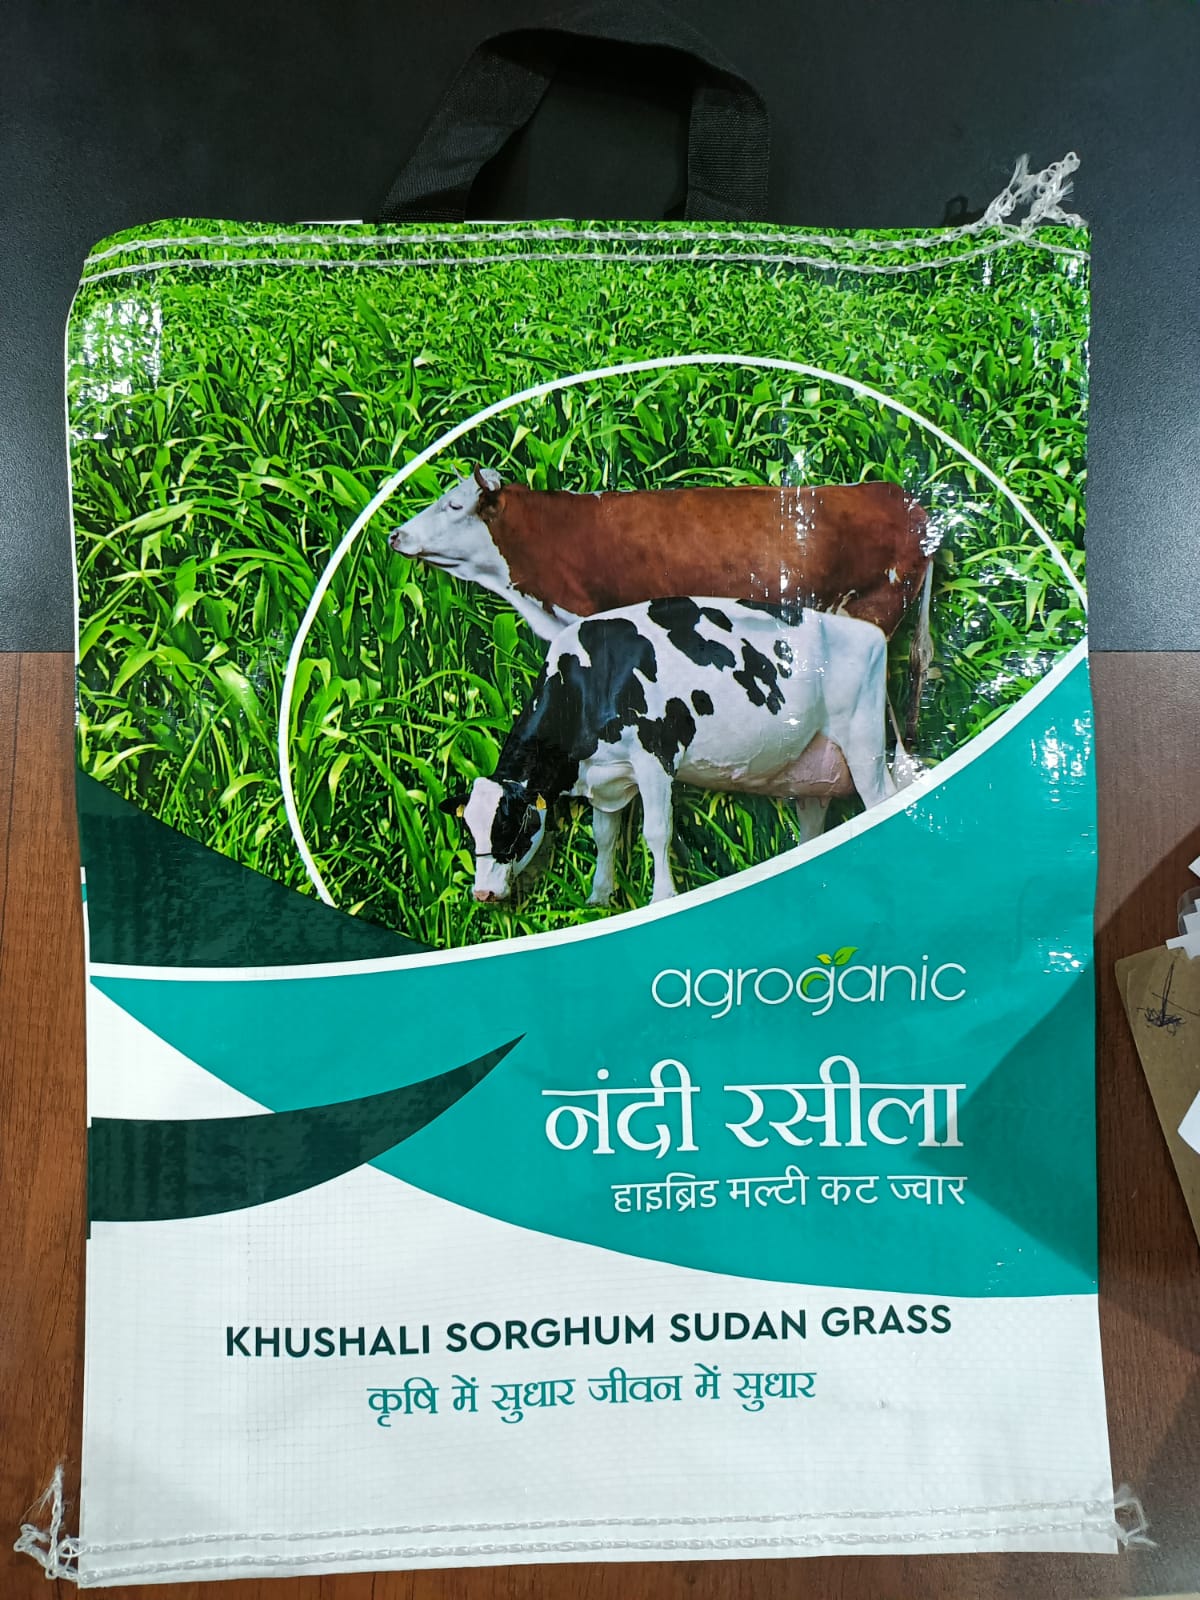 agroganic
नंदी रसीला
हाइब्रिड मल्टी कट ज्वार
KHUSHALI SORGHUM SUDAN GRASS
कृषि में सुधार जीवन में सुधार